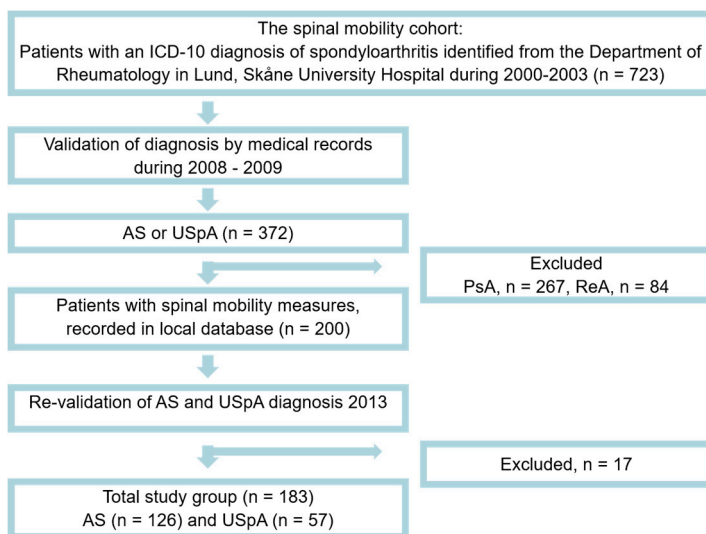 The spinal mobility cohort:
Patients with an ICD-10 diagnosis of spondyloarthritis identified from the Department of
Rheumatology in Lund, Skåne University Hospital during 2000-2003 (n = 723)
Validation of diagnosis by medical records
during 2008 - 2009
AS or USpA (n = 372)
Excluded
PsA, n = 267, ReA, n = 84
Patients with spinal mobility measures,
recorded in local database (n = 200)
Re-validation of AS and USpA diagnosis 2013
Excluded, n = 17
Total study group (n = 183)
AS (n = 126) and USpA (n = 57)